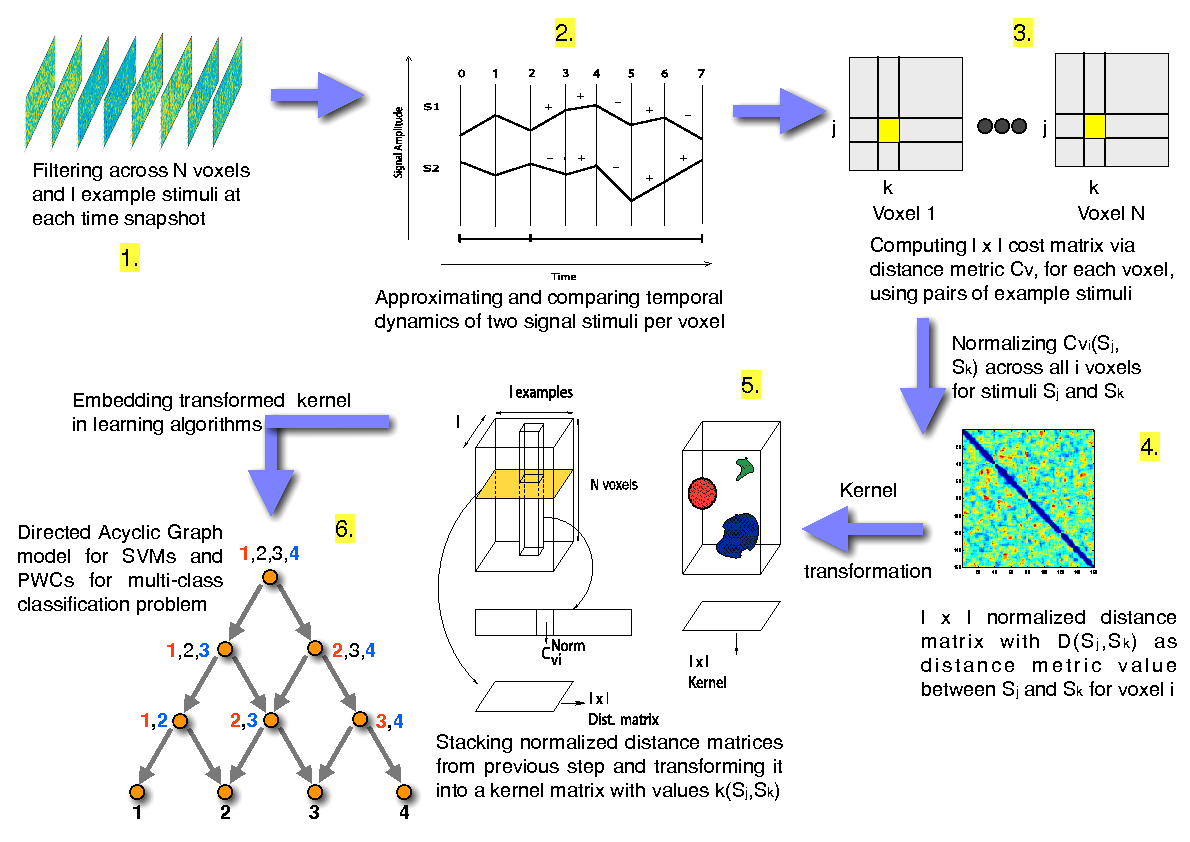 1.
Filtering across N voxels
and I example stimuli at
each time snapshot
2.
Signal Amplitude
0 1 2 3 4 5 6 7
S1
+ + - - + -
S2
- - + - + +
Time
Approximating and comparing temporal
dynamics of two signal stimuli per voxel
3.
j
k
Voxel 1
j
k
Voxel N
Computing I x I cost matrix via
distance metric Cv, for each voxel,
using pairs of example stimuli
Normalizing Cvi(Sj,
Sk) across all i voxels
for stimuli Sj and Sk
4.
I x I normalized distance
matrix with D(Sj,Sk) as
distance metric value
between Sj and Sk for voxel i
Kernel
transformation
5.
I examples
I
N voxels
C Norm
vi
I x I
Dist. matrix
I x I
Kernel
Stacking normalized distance matrices
from previous step and transforming it
into a kernel matrix with values k(Sj,Sk)
Embedding transformed kernel
in learning algorithms
6.
Directed Acyclic Graph
model for SVMs and
PWCs for multi-class
classification problem
1,2,3,4
1,2,3
2,3,4
1,2
2,3
3,4
1
2
3
4